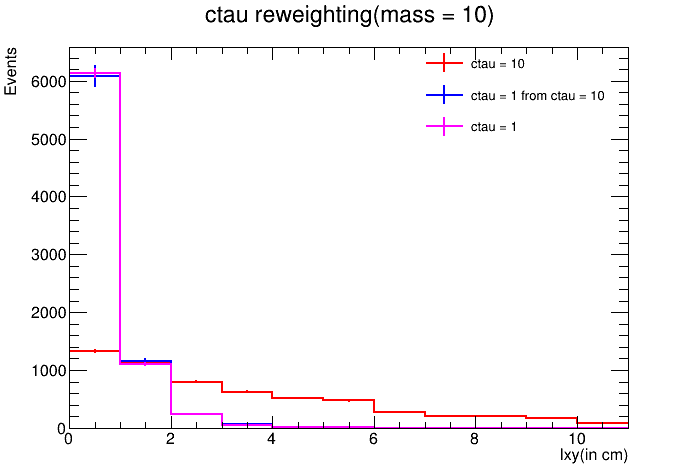 ctau reweighting(mass = 10)
Events
6000
5000
4000
3000
2000
1000
0
ctau = 10
ctau = 1 from ctau = 10
ctau = 1
0 2 4 6 8 10
lxy(in cm)